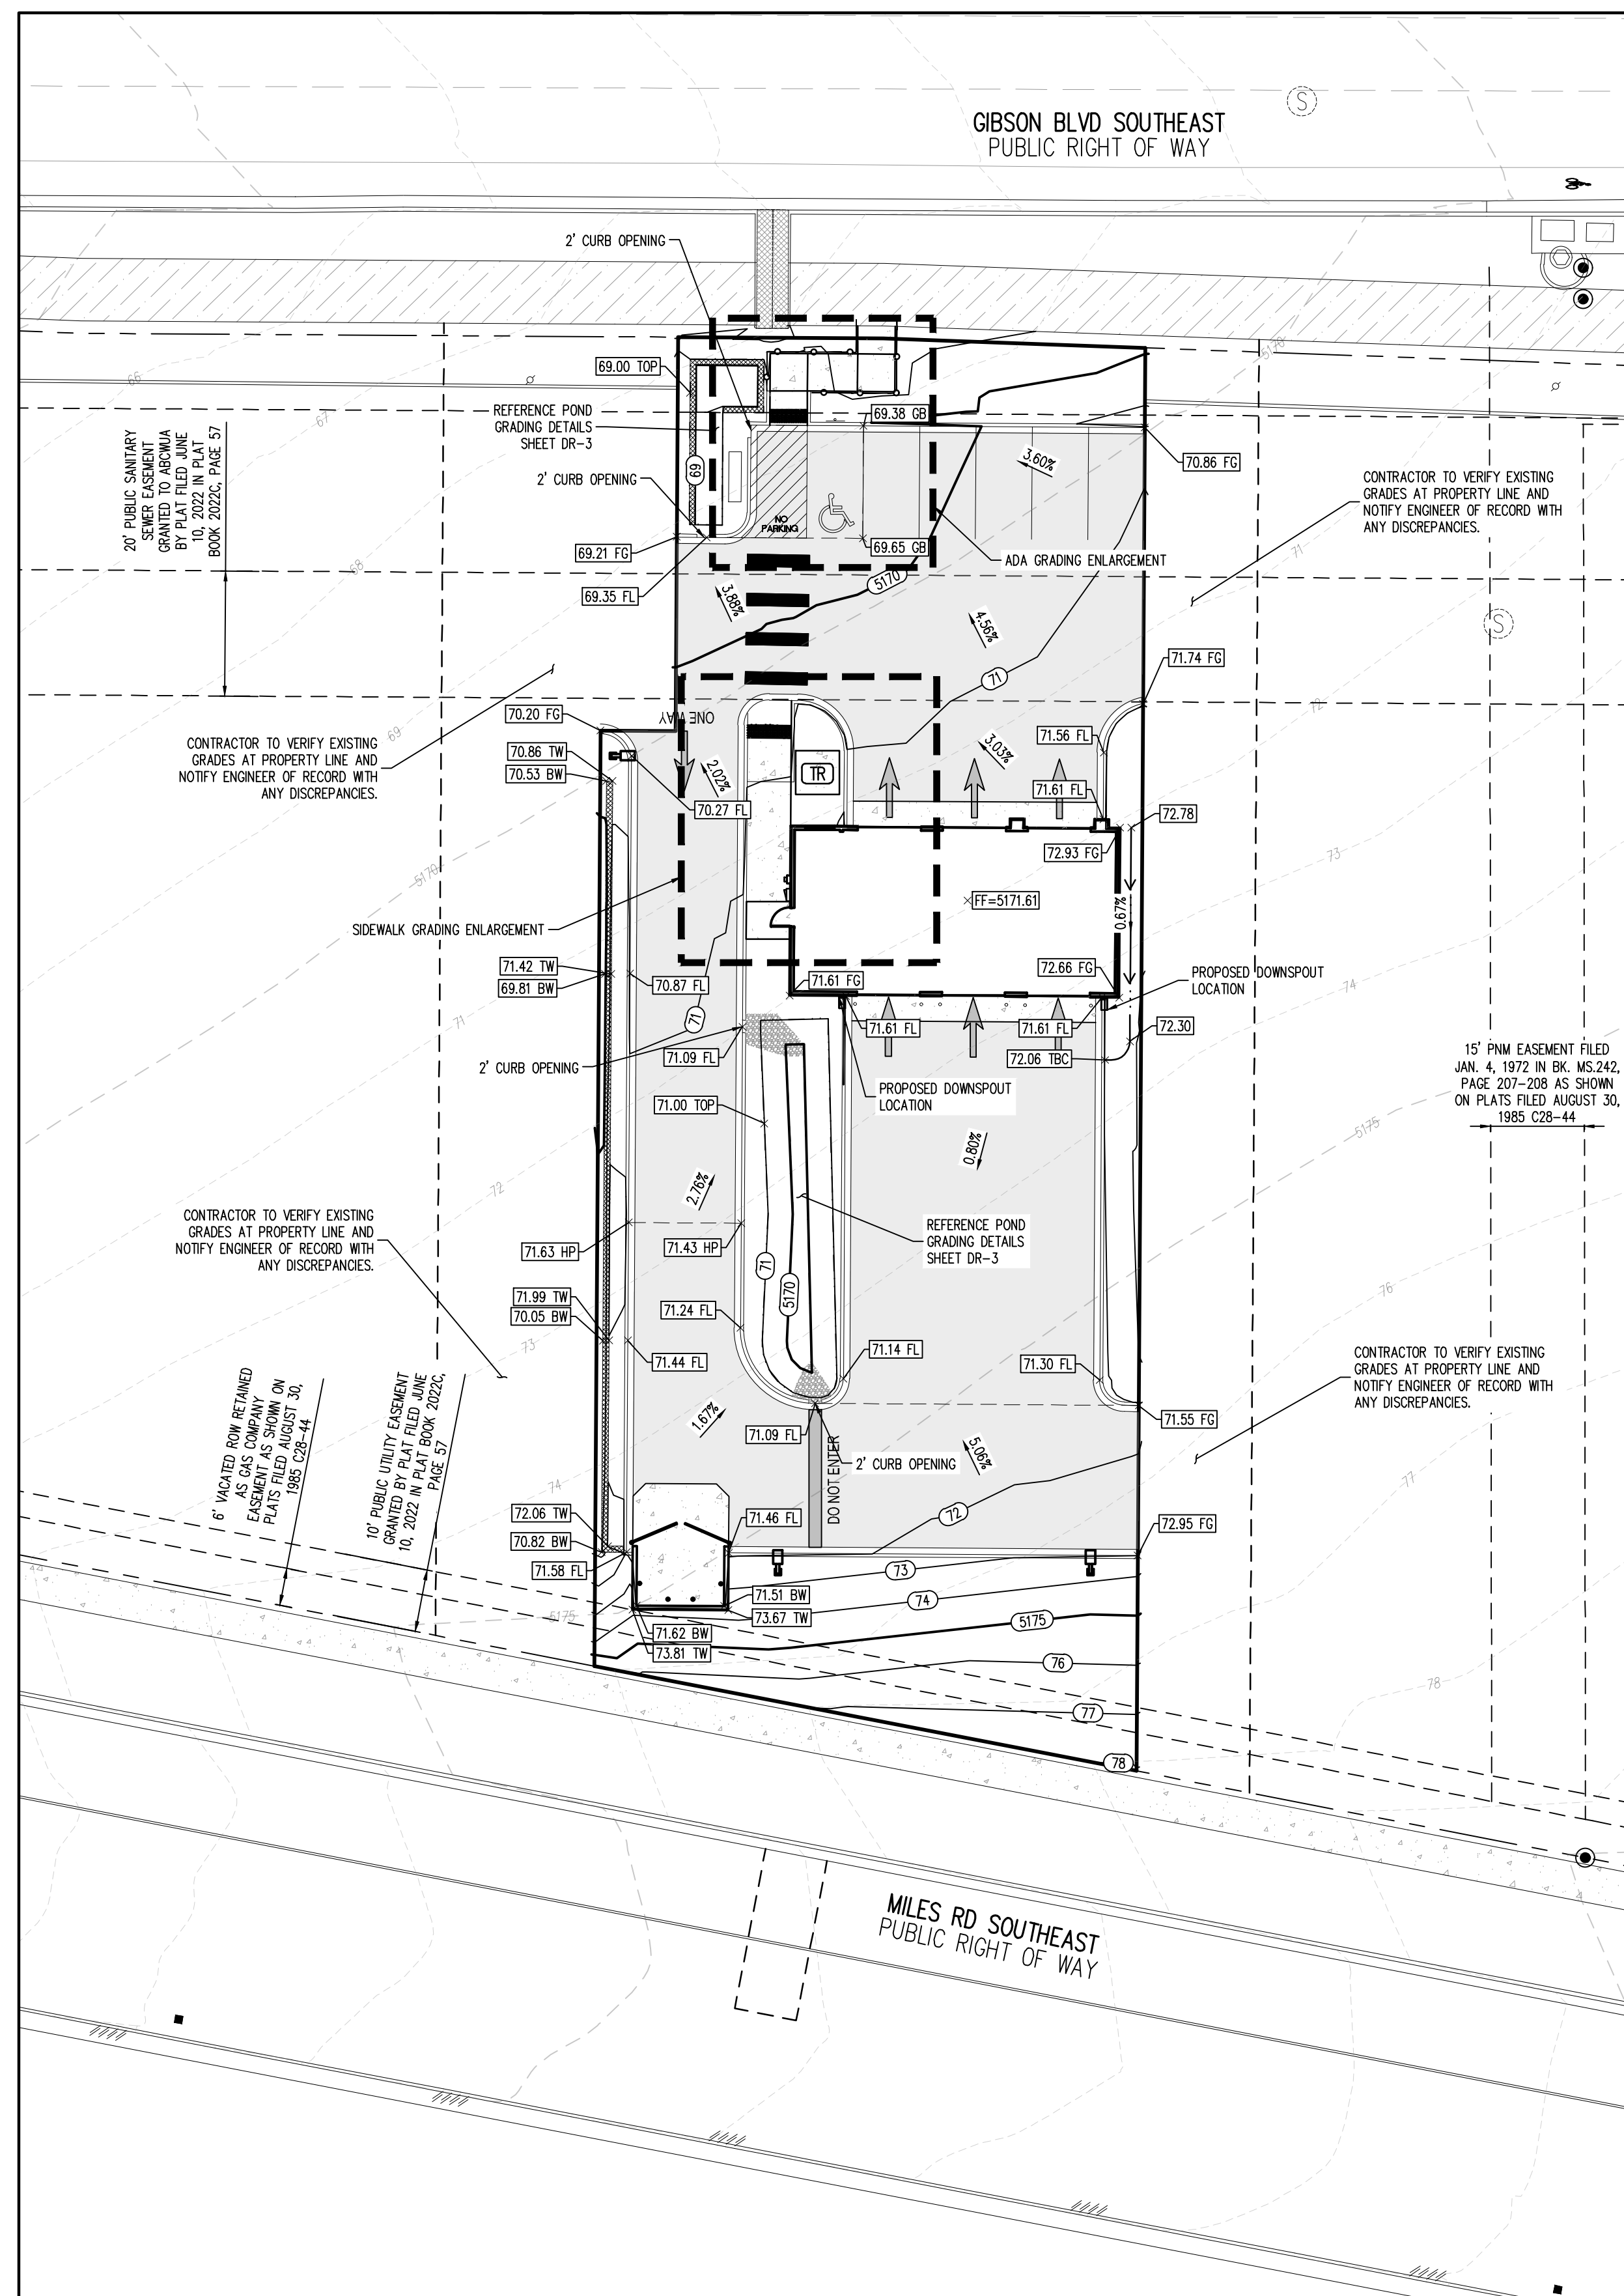 GIBSON BLVD SOUTHEAST
PUBLIC RIGHT OF WAY
S
2' CURB OPENING
69.00 TOP
REFERENCE POND
GRADING DETAILS
SHEET DR-3
69
2' CURB OPENING
69.21 FG
69.35 FL
69.38 GB
69.65 GB
NO
PARKING
3.60%
5170
70.86 FG
ADA GRADING ENLARGEMENT
5170
3.88%
4.56%
71
71.74 FG
66
67
68
69
5170
71
72
73
74
5175
20' PUBLIC SANITARY
SEWER EASEMENT
GRANTED TO ABCWUA
BY PLAT FILED JUNE
10, 2022 IN PLAT
BOOK 2022C, PAGE 57
CONTRACTOR TO VERIFY EXISTING
GRADES AT PROPERTY LINE AND
NOTIFY ENGINEER OF RECORD WITH
ANY DISCREPANCIES.
71
S
72
73
74
5175
76
77
78
CONTRACTOR TO VERIFY EXISTING
GRADES AT PROPERTY LINE AND
NOTIFY ENGINEER OF RECORD WITH
ANY DISCREPANCIES.
70.20 FG
70.86 TW
70.53 BW
ONE WAY
2.02%
70.27 FL
TR
3.03%
71.56 FL
71.61 FL
72.78
72.93 FG
FF=5171.61
0.67%
SIDEWALK GRADING ENLARGEMENT
71.42 TW
69.81 BW
70.87 FL
71.61 FG
72.66 FG
PROPOSED DOWNSPOUT
LOCATION
71
71.61 FL
71.61 FL
72.30
72.06 TBC
2' CURB OPENING
71.09 FL
PROPOSED DOWNSPOUT
LOCATION
71.00 TOP
0.80%
15' PNM EASEMENT FILED
JAN. 4, 1972 IN BK. MS.242,
PAGE 207-208 AS SHOWN
ON PLATS FILED AUGUST 30,
1985 C28-44
2.76%
CONTRACTOR TO VERIFY EXISTING
GRADES AT PROPERTY LINE AND
NOTIFY ENGINEER OF RECORD WITH
ANY DISCREPANCIES.
71.63 HP
71.43 HP
71
5170
REFERENCE POND
GRADING DETAILS
SHEET DR-3
71.99 TW
70.05 BW
71.24 FL
71.44 FL
71.14 FL
71.30 FL
CONTRACTOR TO VERIFY EXISTING
GRADES AT PROPERTY LINE AND
NOTIFY ENGINEER OF RECORD WITH
ANY DISCREPANCIES.
6' VACATED ROW RETAINED
AS GAS COMPANY
EASEMENT AS SHOWN ON
PLATS FILED AUGUST 30,
1985 C28-44
10' PUBLIC UTILITY EASEMENT
GRANTED BY PLAT FILED JUNE
10, 2022 IN PLAT BOOK 2022C,
PAGE 57
1.67%
71.09 FL
DO NOT ENTER
2' CURB OPENING
5.06%
71.55 FG
72.06 TW
70.82 BW
71.58 FL
71.46 FL
72
72.95 FG
73
71.51 BW
73.67 TW
74
71.62 BW
73.81 TW
5175
76
77
78
MILES RD SOUTHEAST
PUBLIC RIGHT OF WAY